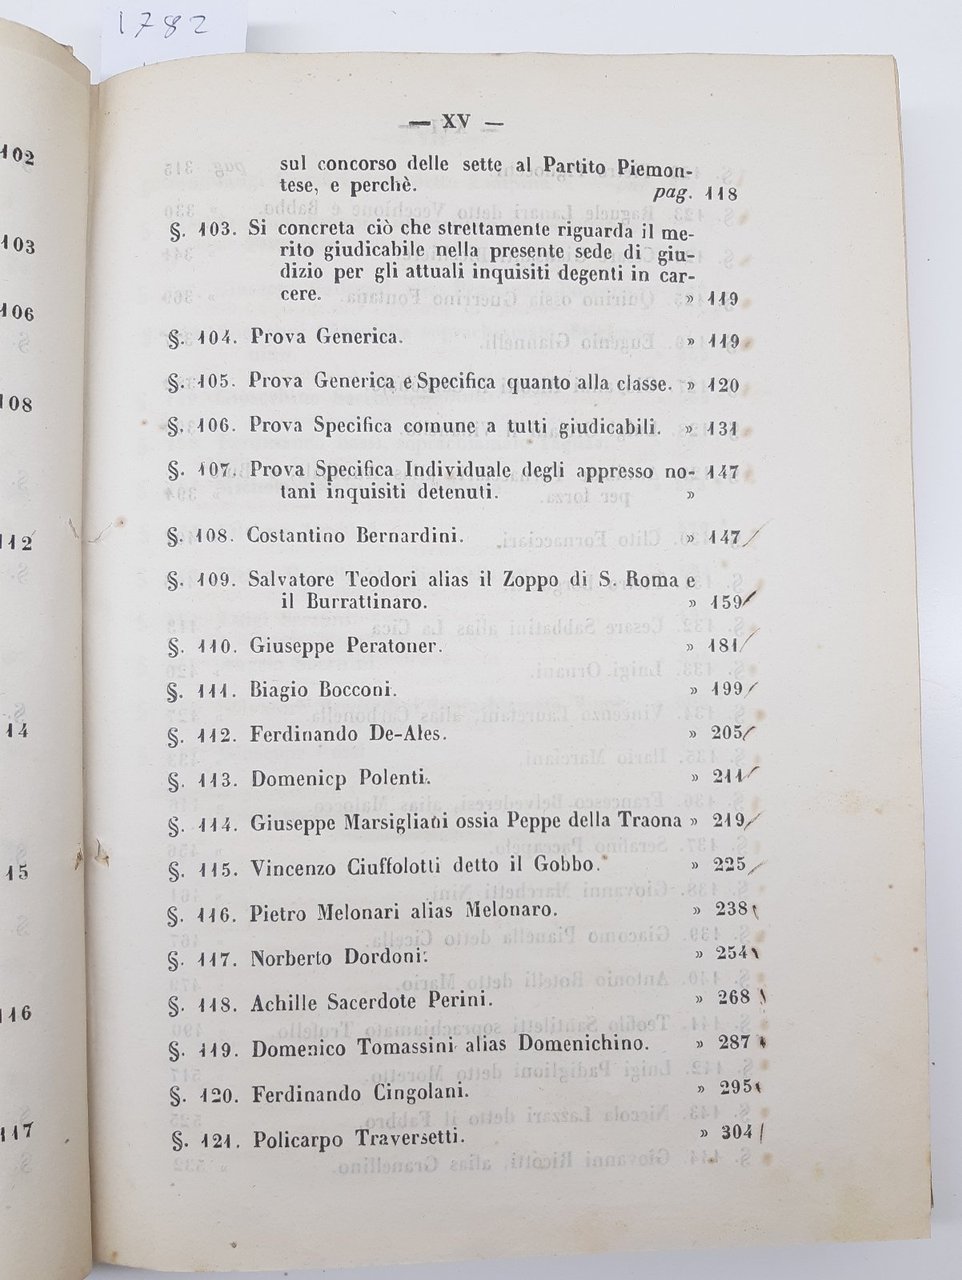 1782
— XV —
sul concorso delle sette al Partito Piemon-
tese, e perchè. pag. 118
§. 103. Si concreta ciò che strettamente riguarda il me-
rito giudicabile nella presente sede di giu-
dizio per gli attuali inquisiti degenti in car-
cere. » 119
§. 104. Prova Generica. » 119
§. 105. Prova Generica e Specifica quanto alla classe. » 120
§. 106. Prova Specifica comune a tutti giudicabili. » 131
§. 107. Prova Specifica Individuale degli appresso no- 147
tani inquisiti detenuti. »
§. 108. Costantino Bernardini. » 147
§. 109. Salvatore Teodori alias il Zoppo di S. Roma e
il Burrattinaro. » 159
§. 110. Giuseppe Peratoner. » 181
§. 111. Biagio Bocconi. » 199
§. 112. Ferdinando De-Ales. » 205
§. 113. Domenicp Polenti. » 211
§. 114. Giuseppe Marsigliani ossia Peppe della Traona » 219
§. 115. Vincenzo Ciuffolotti detto il Gobbo. » 225
§. 116. Pietro Melonari alias Melonaro. » 238
§. 117. Norberto Dordoni. » 254
§. 118. Achille Sacerdote Perini. » 268
§. 119. Domenico Tomassini alias Domenichino. » 287
§. 120. Ferdinando Cingolani. » 295
§. 121. Policarpo Traversetti. » 304
102
103
106
108
112
14
15
116
117